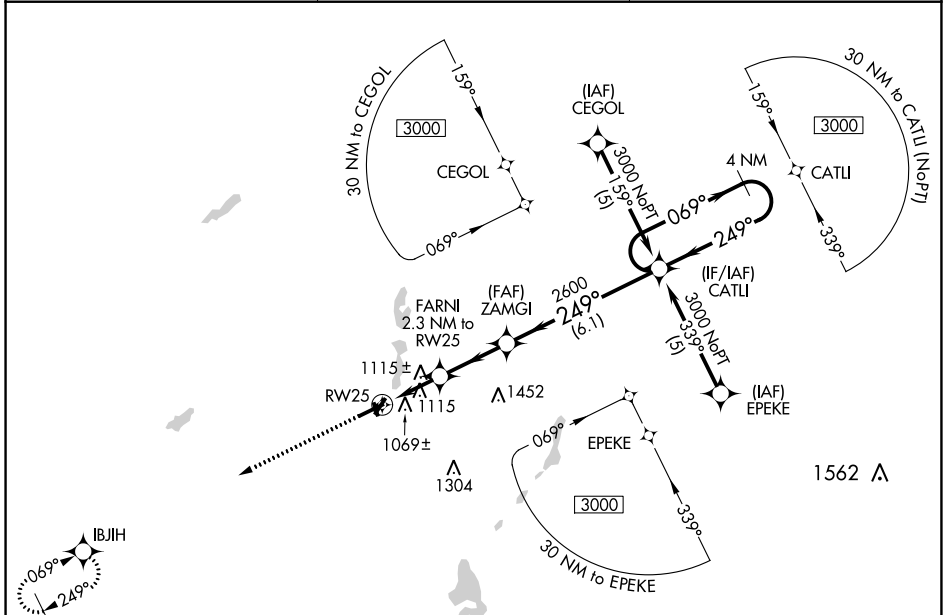 30 NM to CEGOL
159°
3000
CEGOL
069°
(IAF)
CEGOL
3000 NoPT
159°
(5)
4 NM
069°
249°
30 NM to CATLI (NoPT)
159°
3000
CATLI
339°
(IF/IAF)
CATLI
2600
249°
(6.1)
(FAF)
ZAMGI
FARNI
2.3 NM to
RW25
3000 NoPT
339°
(5)
(IAF)
EPEKE
1115 ±
RW25
1115
1452
1069±
1304
069°
EPEKE
3000
339°
30 NM to EPEKE
1562
IBJIH
069°
249°